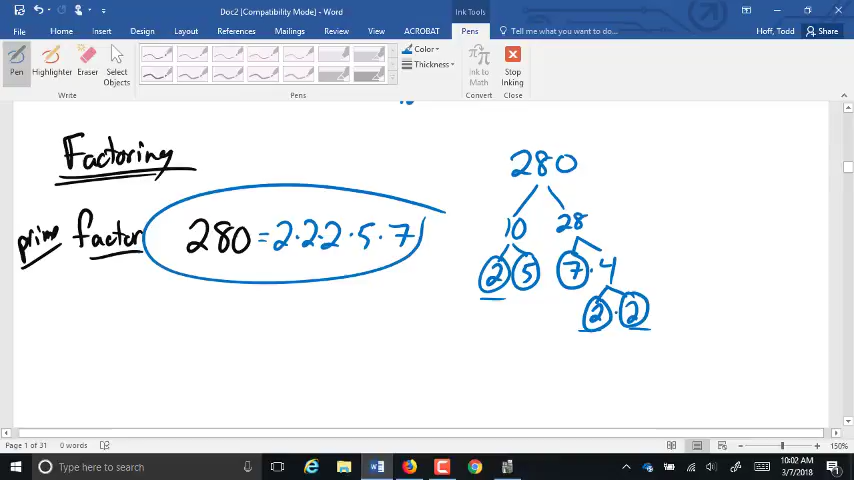 Doc2 [Compatibility Mode] - Word
Ink Tools
Hoff, Todd
File Home Insert Design Layout References Mailings Review View ACROBAT Pens Tell me what you want to do... Share
Pen Highlighter Eraser Select Objects
Color
Thickness
Ink to Math
Stop Inking
Write Pens Convert Close
Factoring
prime factor 280 = 2·2·2·5·7
280
10 28
2 5 7·4
2·2
Page 1 of 31 0 words 150%
Type here to search
10:02 AM
3/7/2018